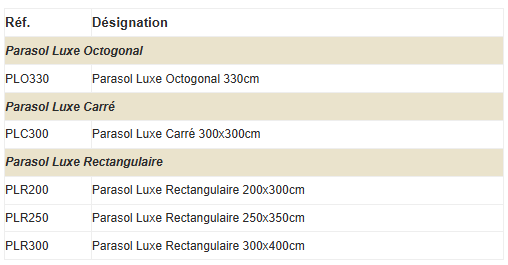 Réf. Désignation
Parasol Luxe Octogonal
PLO330 Parasol Luxe Octogonal 330cm
Parasol Luxe Carré
PLC300 Parasol Luxe Carré 300x300cm
Parasol Luxe Rectangulaire
PLR200 Parasol Luxe Rectangulaire 200x300cm
PLR250 Parasol Luxe Rectangulaire 250x350cm
PLR300 Parasol Luxe Rectangulaire 300x400cm